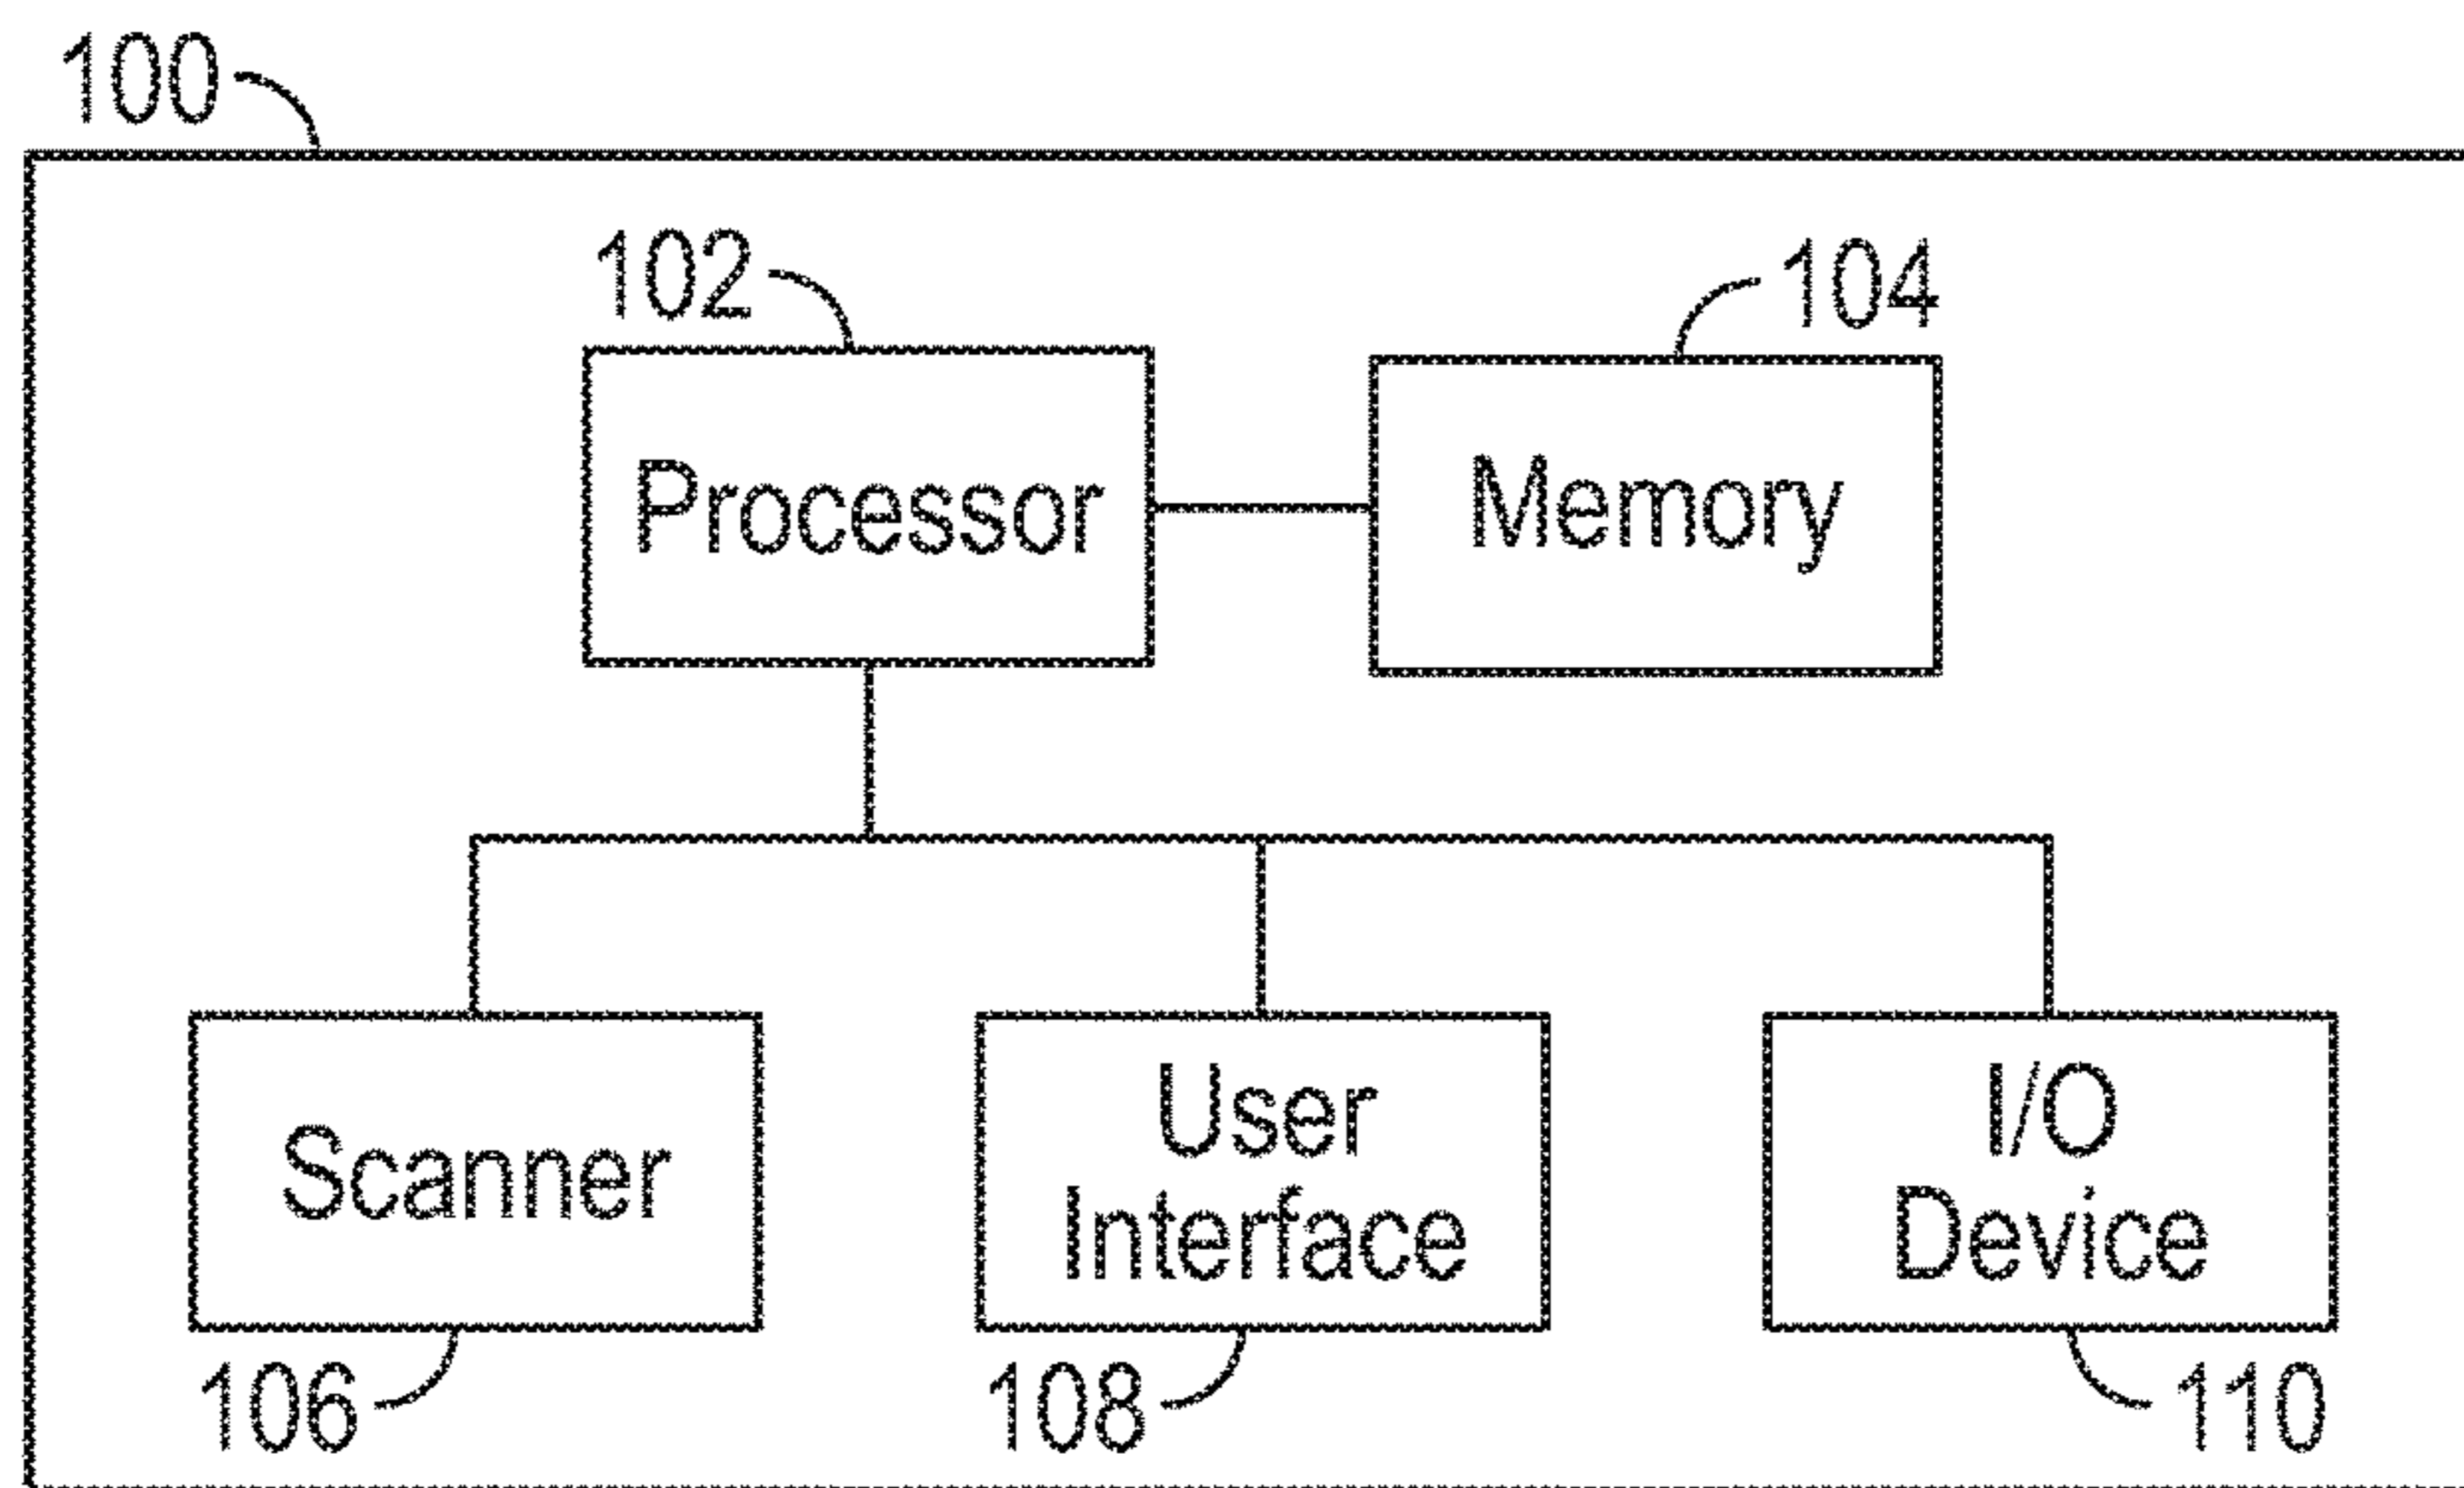 100
102
104
Processor
Memory
Scanner
User
Interface
I/O
Device
106
108
110